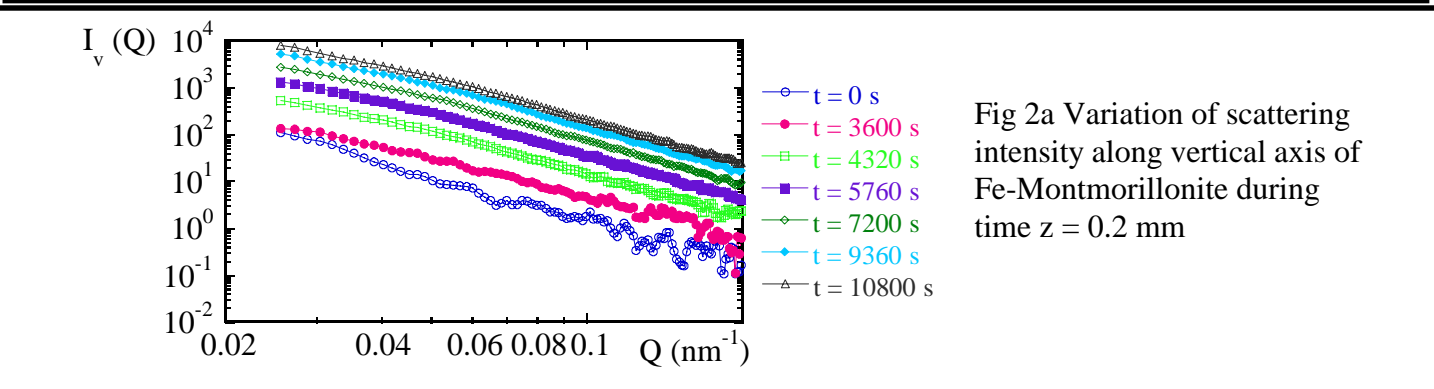 I_v (Q)
10^4
10^3
10^2
10^1
10^0
10^-1
10^-2
0.02 0.04 0.06 0.08 0.1 Q (nm^-1)
t = 0 s
t = 3600 s
t = 4320 s
t = 5760 s
t = 7200 s
t = 9360 s
t = 10800 s
Fig 2a Variation of scattering
intensity along vertical axis of
Fe-Montmorillonite during
time z = 0.2 mm